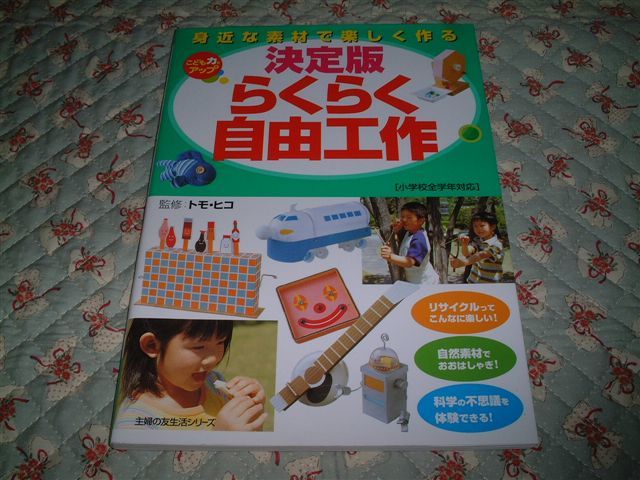 身近な素材で楽しく作る
こども力
アップ
決定版
らくらく
自由工作
[小学校全学年対応]
監修:トモ・ヒコ
リサイクルって
こんなに楽しい!
自然素材で
おおはしゃぎ!
科学の不思議を
体験できる!
主婦の友生活シリーズ